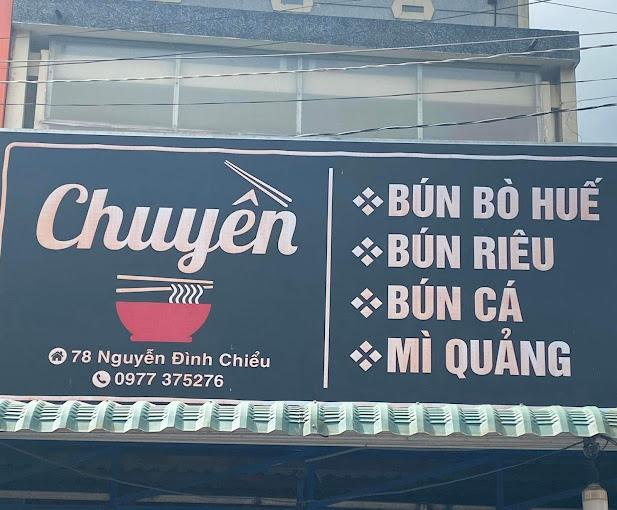 Chuyền
78 Nguyễn Đình Chiểu
0977 375276
BÚN BÒ HUẾ
BÚN RIÊU
BÚN CÁ
MÌ QUẢNG